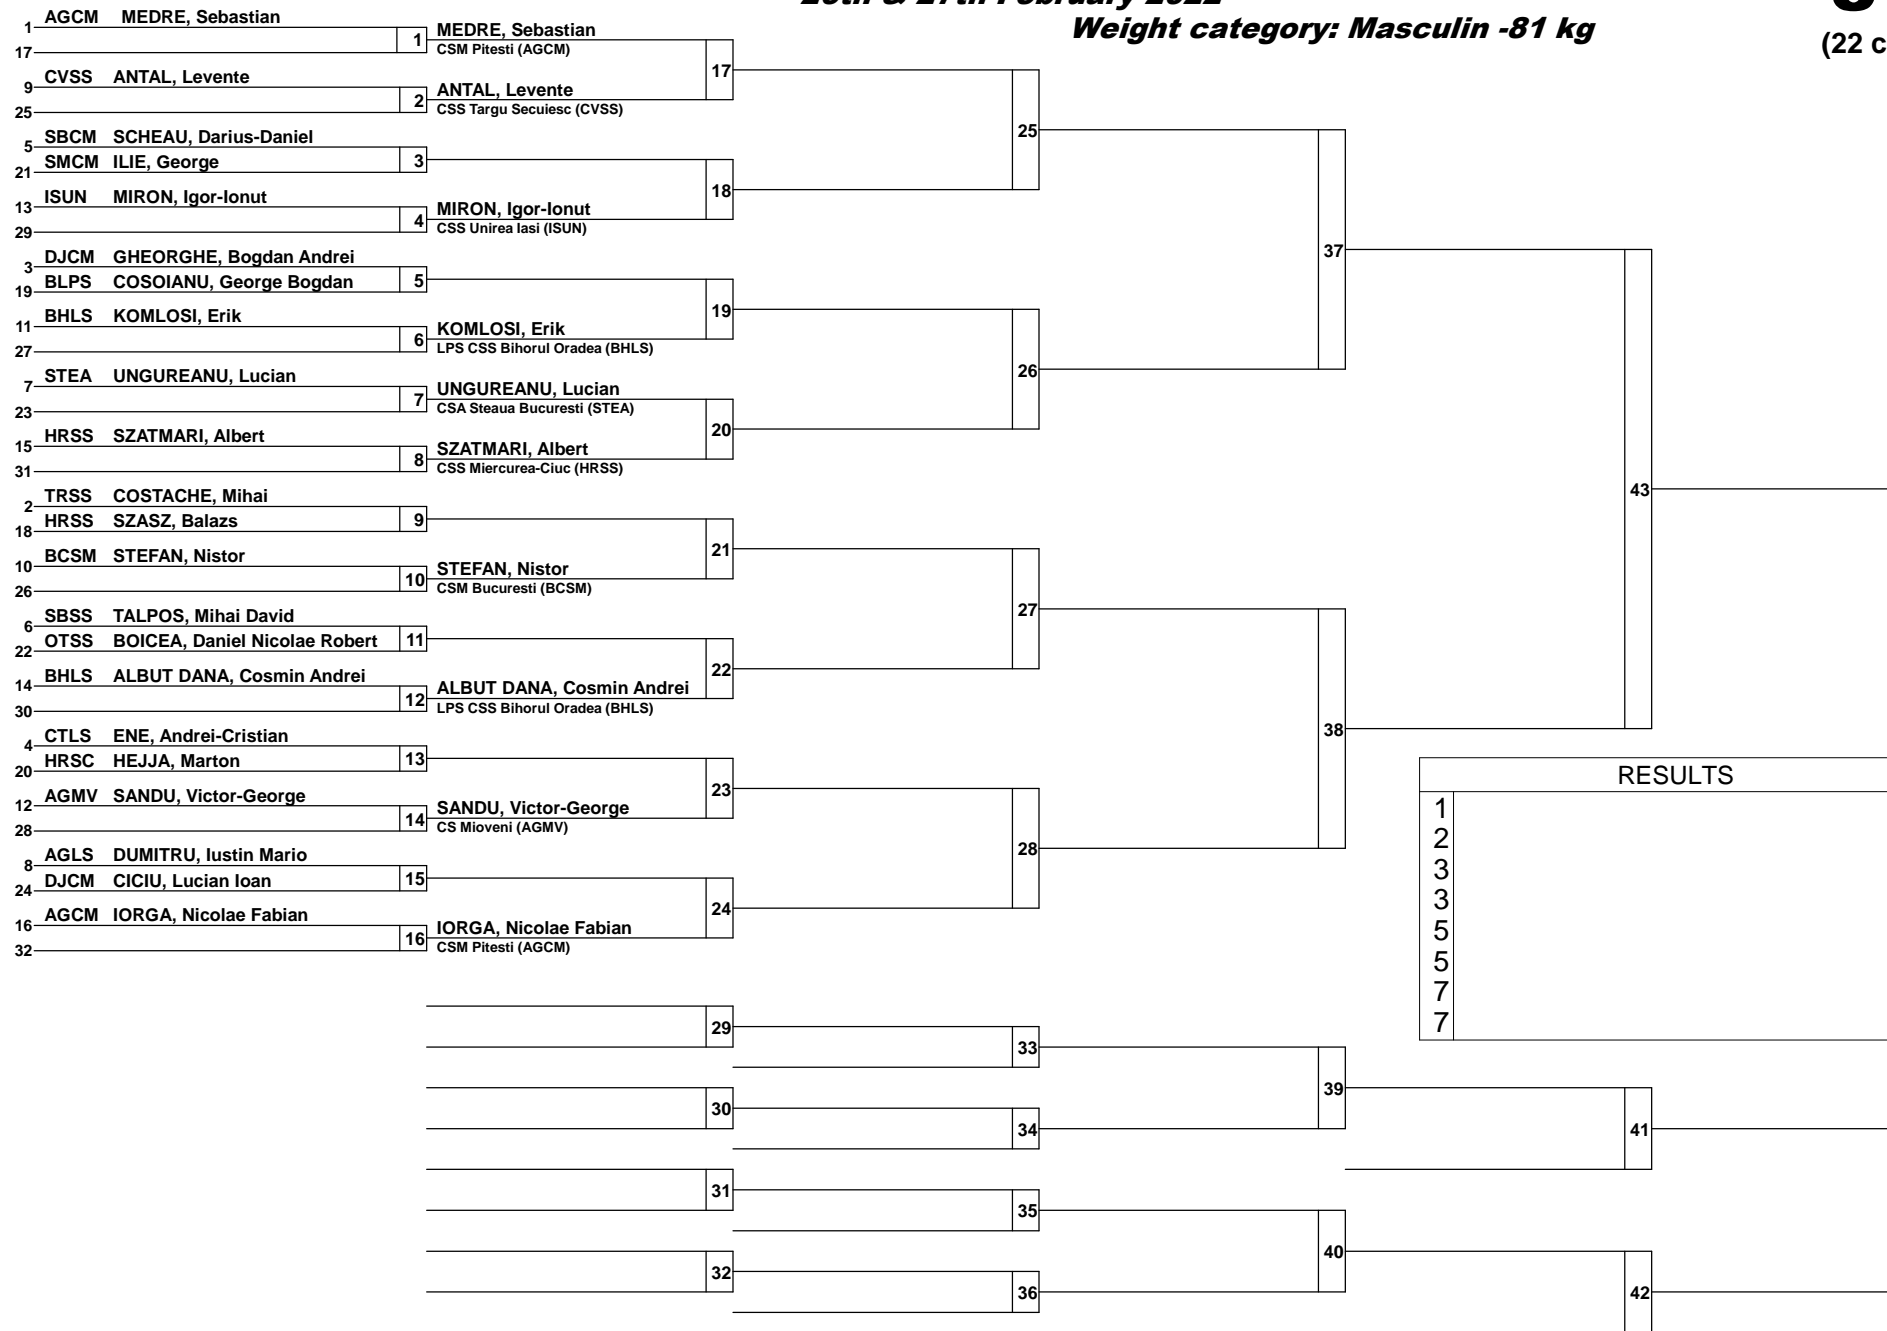 Weight category: Masculin -81 kg
(22 c
1 AGCM MEDRE, Sebastian
17
1 MEDRE, Sebastian
CSM Pitesti (AGCM)
9 CVSS ANTAL, Levente
25
2 ANTAL, Levente
CSS Targu Secuiesc (CVSS)
17
5 SBCM SCHEAU, Darius-Daniel
21 SMCM ILIE, George
3
13 ISUN MIRON, Igor-Ionut
29
4 MIRON, Igor-Ionut
CSS Unirea Iasi (ISUN)
18
25
3 DJCM GHEORGHE, Bogdan Andrei
19 BLPS COSOIANU, George Bogdan
5
11 BHLS KOMLOSI, Erik
27
6 KOMLOSI, Erik
LPS CSS Bihorul Oradea (BHLS)
19
7 STEA UNGUREANU, Lucian
23
7 UNGUREANU, Lucian
CSA Steaua Bucuresti (STEA)
15 HRSS SZATMARI, Albert
31
8 SZATMARI, Albert
CSS Miercurea-Ciuc (HRSS)
20
26
37
2 TRSS COSTACHE, Mihai
18 HRSS SZASZ, Balazs
9
10 BCSM STEFAN, Nistor
26
10 STEFAN, Nistor
CSM Bucuresti (BCSM)
21
6 SBSS TALPOS, Mihai David
22 OTSS BOICEA, Daniel Nicolae Robert
11
14 BHLS ALBUT DANA, Cosmin Andrei
30
12 ALBUT DANA, Cosmin Andrei
LPS CSS Bihorul Oradea (BHLS)
22
27
4 CTLS ENE, Andrei-Cristian
20 HRSC HEJJA, Marton
13
12 AGMV SANDU, Victor-George
28
14 SANDU, Victor-George
CS Mioveni (AGMV)
23
8 AGLS DUMITRU, Iustin Mario
24 DJCM CICIU, Lucian Ioan
15
16 AGCM IORGA, Nicolae Fabian
32
16 IORGA, Nicolae Fabian
CSM Pitesti (AGCM)
24
28
38
43
RESULTS
1
2
3
3
5
5
7
7
29
33
30
34
39
41
31
35
32
36
40
42